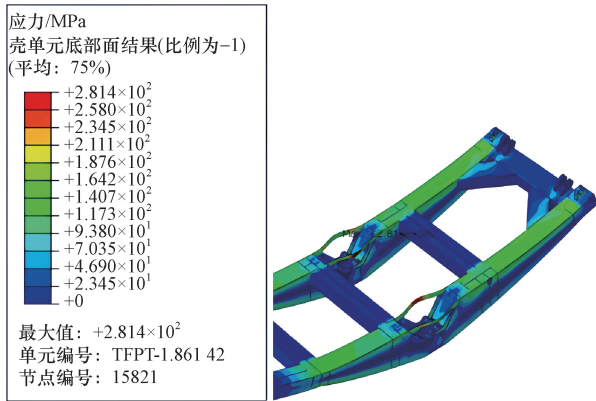 应力/MPa
壳单元底部面结果(比例为−1)
(平均：75%)
+2.814×10²
+2.580×10²
+2.345×10²
+2.111×10²
+1.876×10²
+1.642×10²
+1.407×10²
+1.173×10²
+9.380×10¹
+7.035×10¹
+4.690×10¹
+2.345×10¹
+0
最大值：+2.814×10²
单元编号：TFPT-1.861 42
节点编号：15821